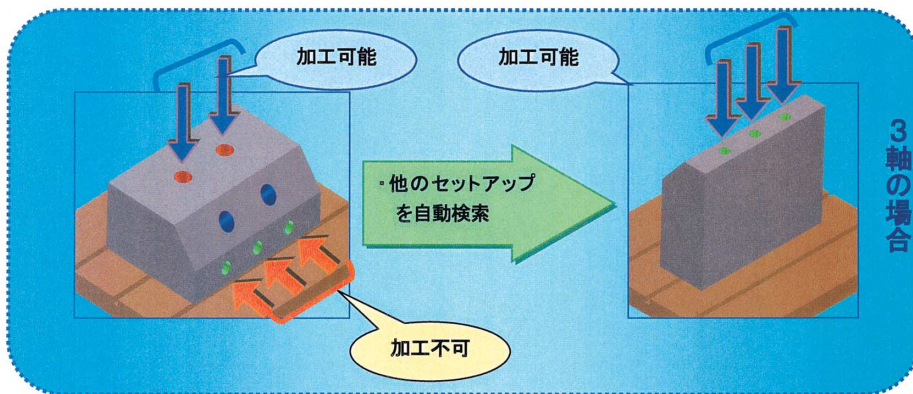 加工可能
加工可能
・他のセットアップ
を自動検索
加工不可
3軸の場合